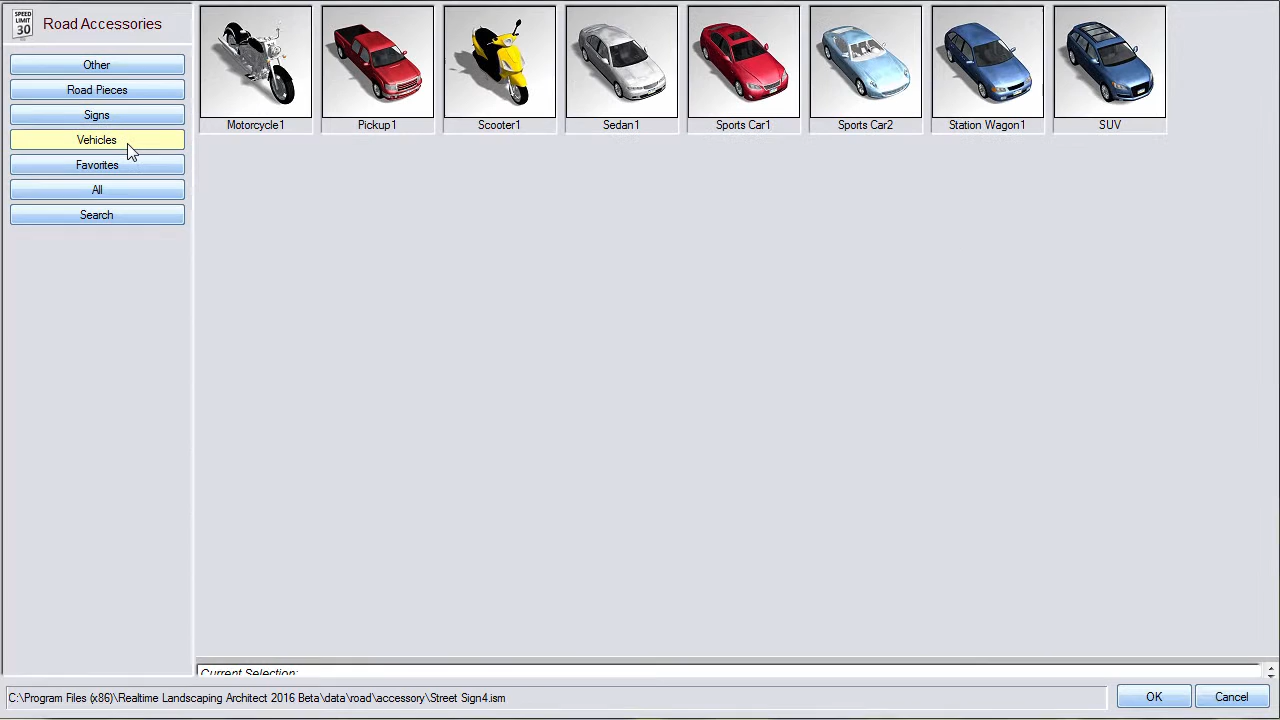 SPEED
LIMIT
30
Road Accessories
Other
Road Pieces
Signs
Vehicles
Favorites
All
Search
Motorcycle1
Pickup1
Scooter1
Sedan1
Sports Car1
Sports Car2
Station Wagon1
SUV
Current Selection:
C:\Program Files (x86)\Realtime Landscaping Architect 2016 Beta\data\road\accessory\Street Sign4.ism
OK
Cancel